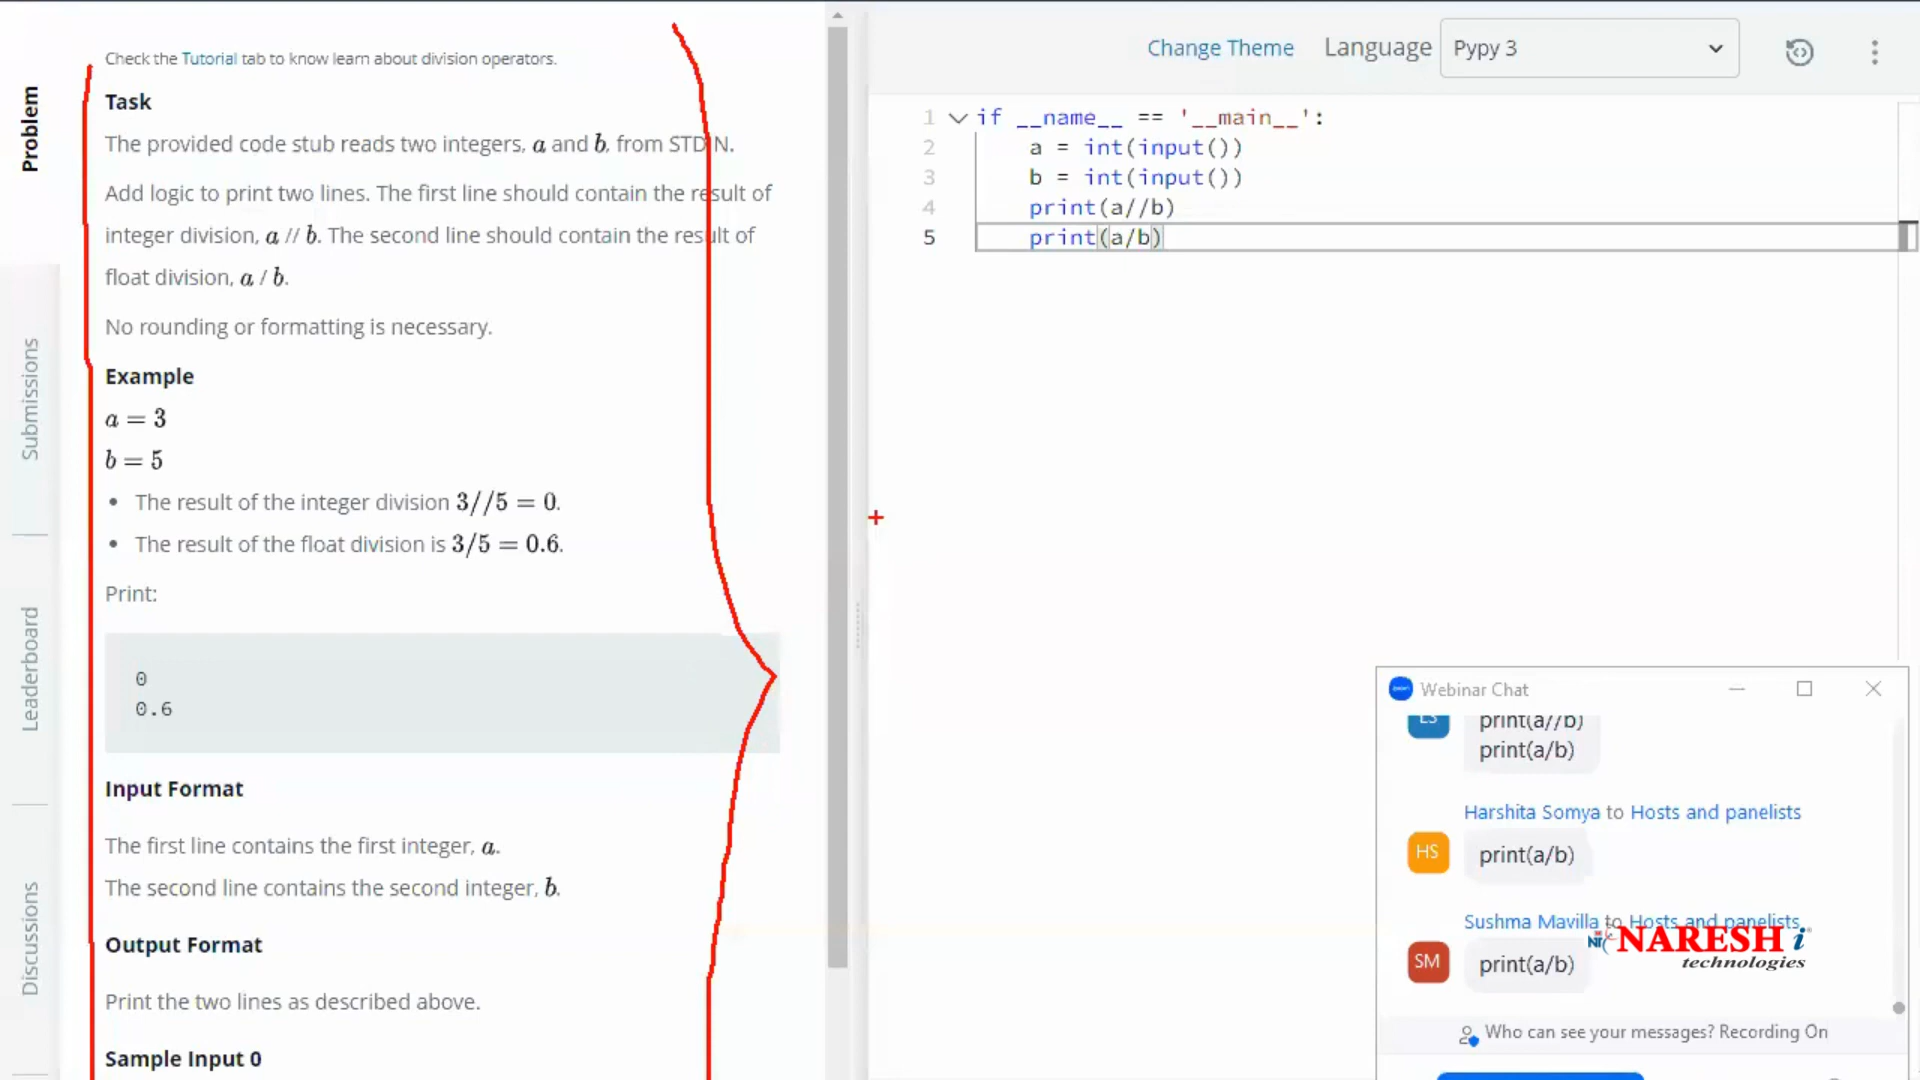 Problem
Submissions
Leaderboard
Discussions
Check the Tutorial tab to know learn about division operators.
Task
The provided code stub reads two integers, a and b, from STDIN.
Add logic to print two lines. The first line should contain the result of
integer division, a // b. The second line should contain the result of
float division, a / b.
No rounding or formatting is necessary.
Example
a = 3
b = 5
• The result of the integer division 3//5 = 0.
• The result of the float division is 3/5 = 0.6.
Print:
0
0.6
Input Format
The first line contains the first integer, a.
The second line contains the second integer, b.
Output Format
Print the two lines as described above.
Sample Input 0
Change Theme Language Pypy 3
1 if __name__ == '__main__':
2 a = int(input())
3 b = int(input())
4 print(a//b)
5 print(a/b)
Webinar Chat
LS
print(a//b)
print(a/b)
Harshita Somya to Hosts and panelists
HS print(a/b)
Sushma Mavilla to Hosts and panelists
SM print(a/b)
NARESH i
technologies
Who can see your messages? Recording On